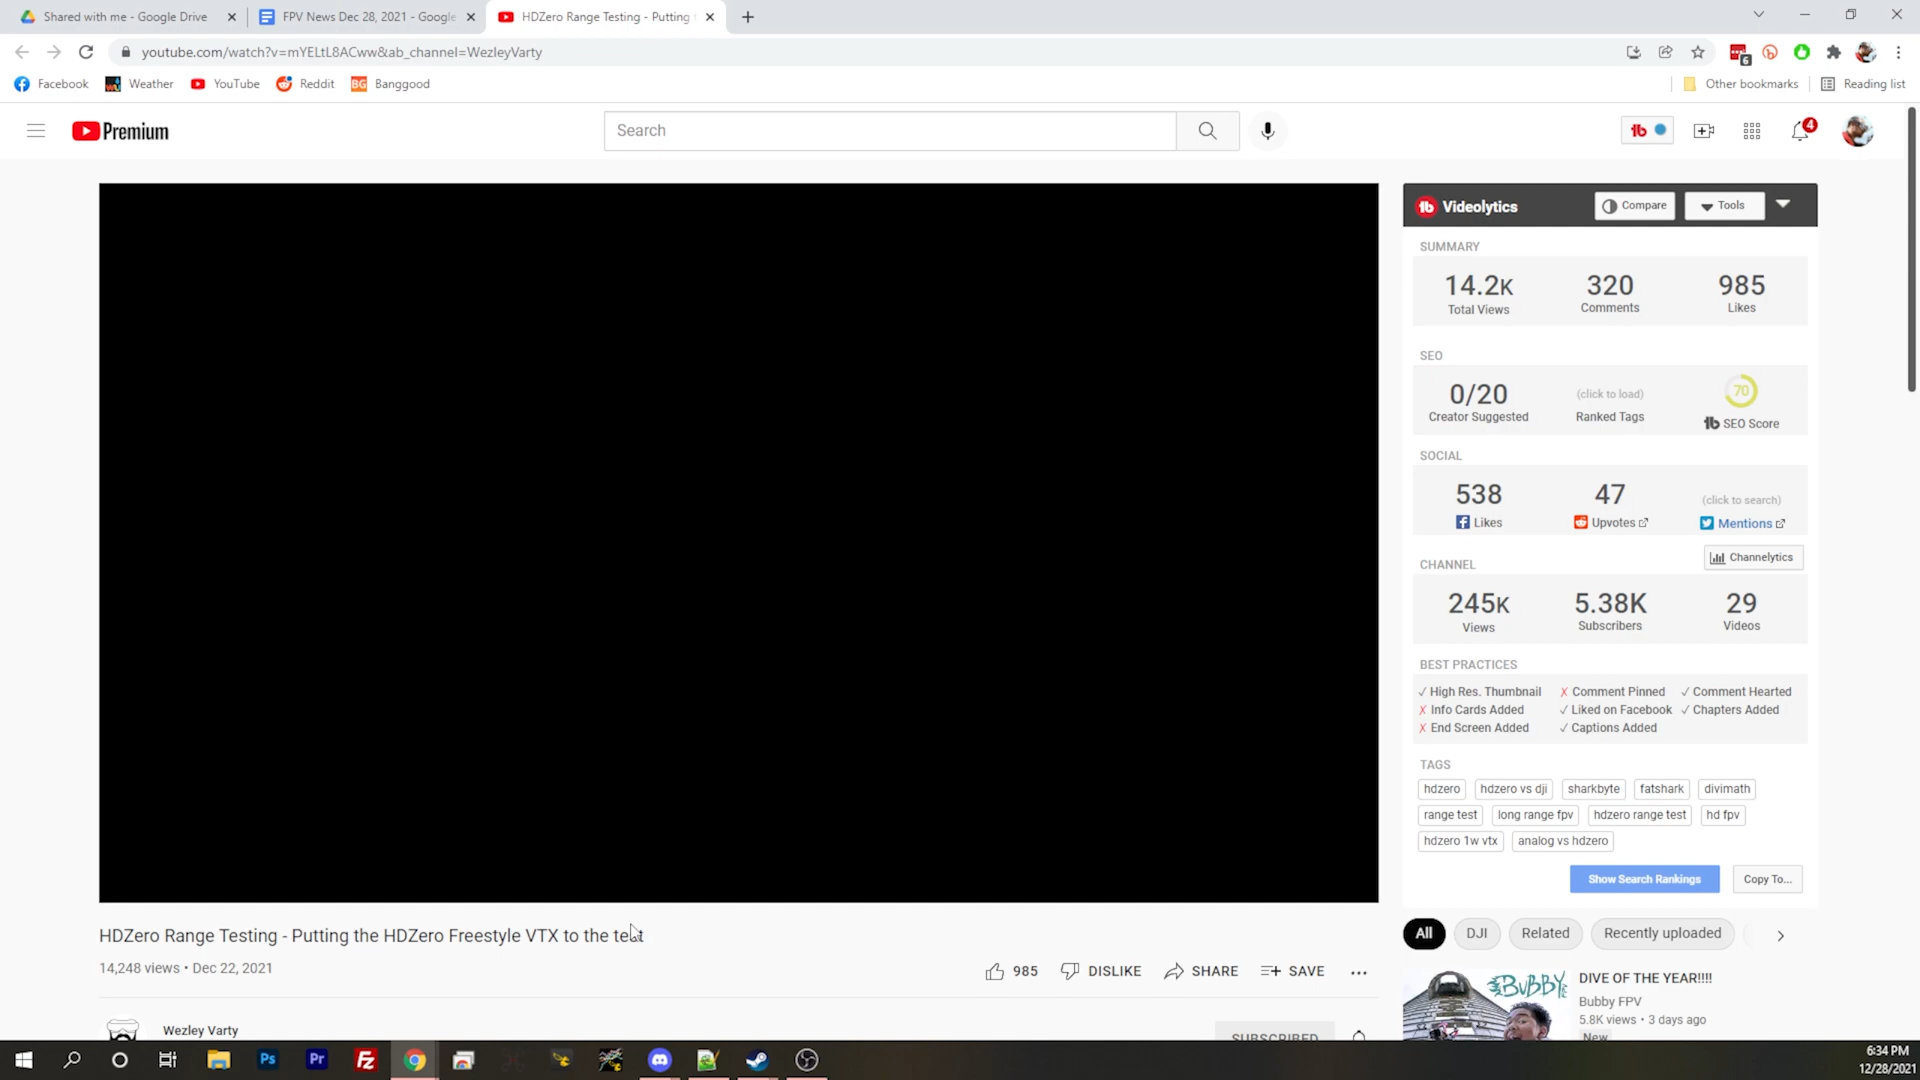 Shared with me - Google Drive
FPV News Dec 28, 2021 - Google
HDZero Range Testing - Putting
youtube.com/watch?v=mYELtL8ACww&ab_channel=WezleyVarty
6
Facebook
Weather
YouTube
Reddit
BG Banggood
Other bookmarks
Reading list
Premium
Search
4
Videolytics
Compare
Tools
SUMMARY
14.2K 320 985
Total Views Comments Likes
SEO
0/20 (click to load) 70
Creator Suggested Ranked Tags SEO Score
SOCIAL
538 47 (click to search)
Likes Upvotes Mentions
CHANNEL
Channelytics
245K 5.38K 29
Views Subscribers Videos
BEST PRACTICES
✓ High Res. Thumbnail ✗ Comment Pinned ✓ Comment Hearted
✗ Info Cards Added ✓ Liked on Facebook ✓ Chapters Added
✗ End Screen Added ✓ Captions Added
TAGS
hdzero hdzero vs dji sharkbyte fatshark divimath
range test long range fpv hdzero range test hd fpv
hdzero 1w vtx analog vs hdzero
Show Search Rankings
Copy To...
HDZero Range Testing - Putting the HDZero Freestyle VTX to the test
14,248 views • Dec 22, 2021
985 DISLIKE SHARE SAVE
Wezley Varty
SUBSCRIBED
All DJI Related Recently uploaded
BUBBY
DIVE OF THE YEAR!!!!
Bubby FPV
5.8K views • 3 days ago
New
Ps
Pr
Fz
6:34 PM
12/28/2021